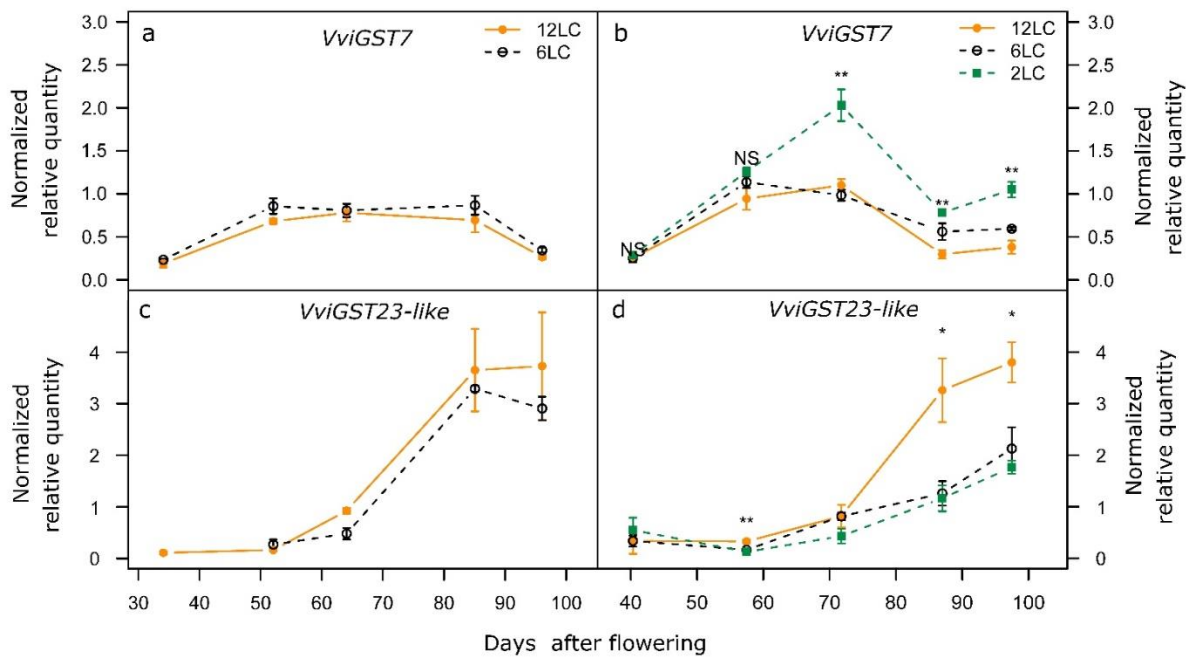 a
VviGST7
12LC
6LC
3.0
2.5
2.0
1.5
1.0
0.5
0.0
Normalized
relative quantity
b
VviGST7
12LC
6LC
2LC
NS
NS
**
**
**
3.0
2.5
2.0
1.5
1.0
0.5
0.0
Normalized
relative quantity
c
VviGST23-like
4
3
2
1
0
Normalized
relative quantity
30 40 50 60 70 80 90 100
d
VviGST23-like
**
*
*
4
3
2
1
0
Normalized
relative quantity
40 50 60 70 80 90 100
Days after flowering